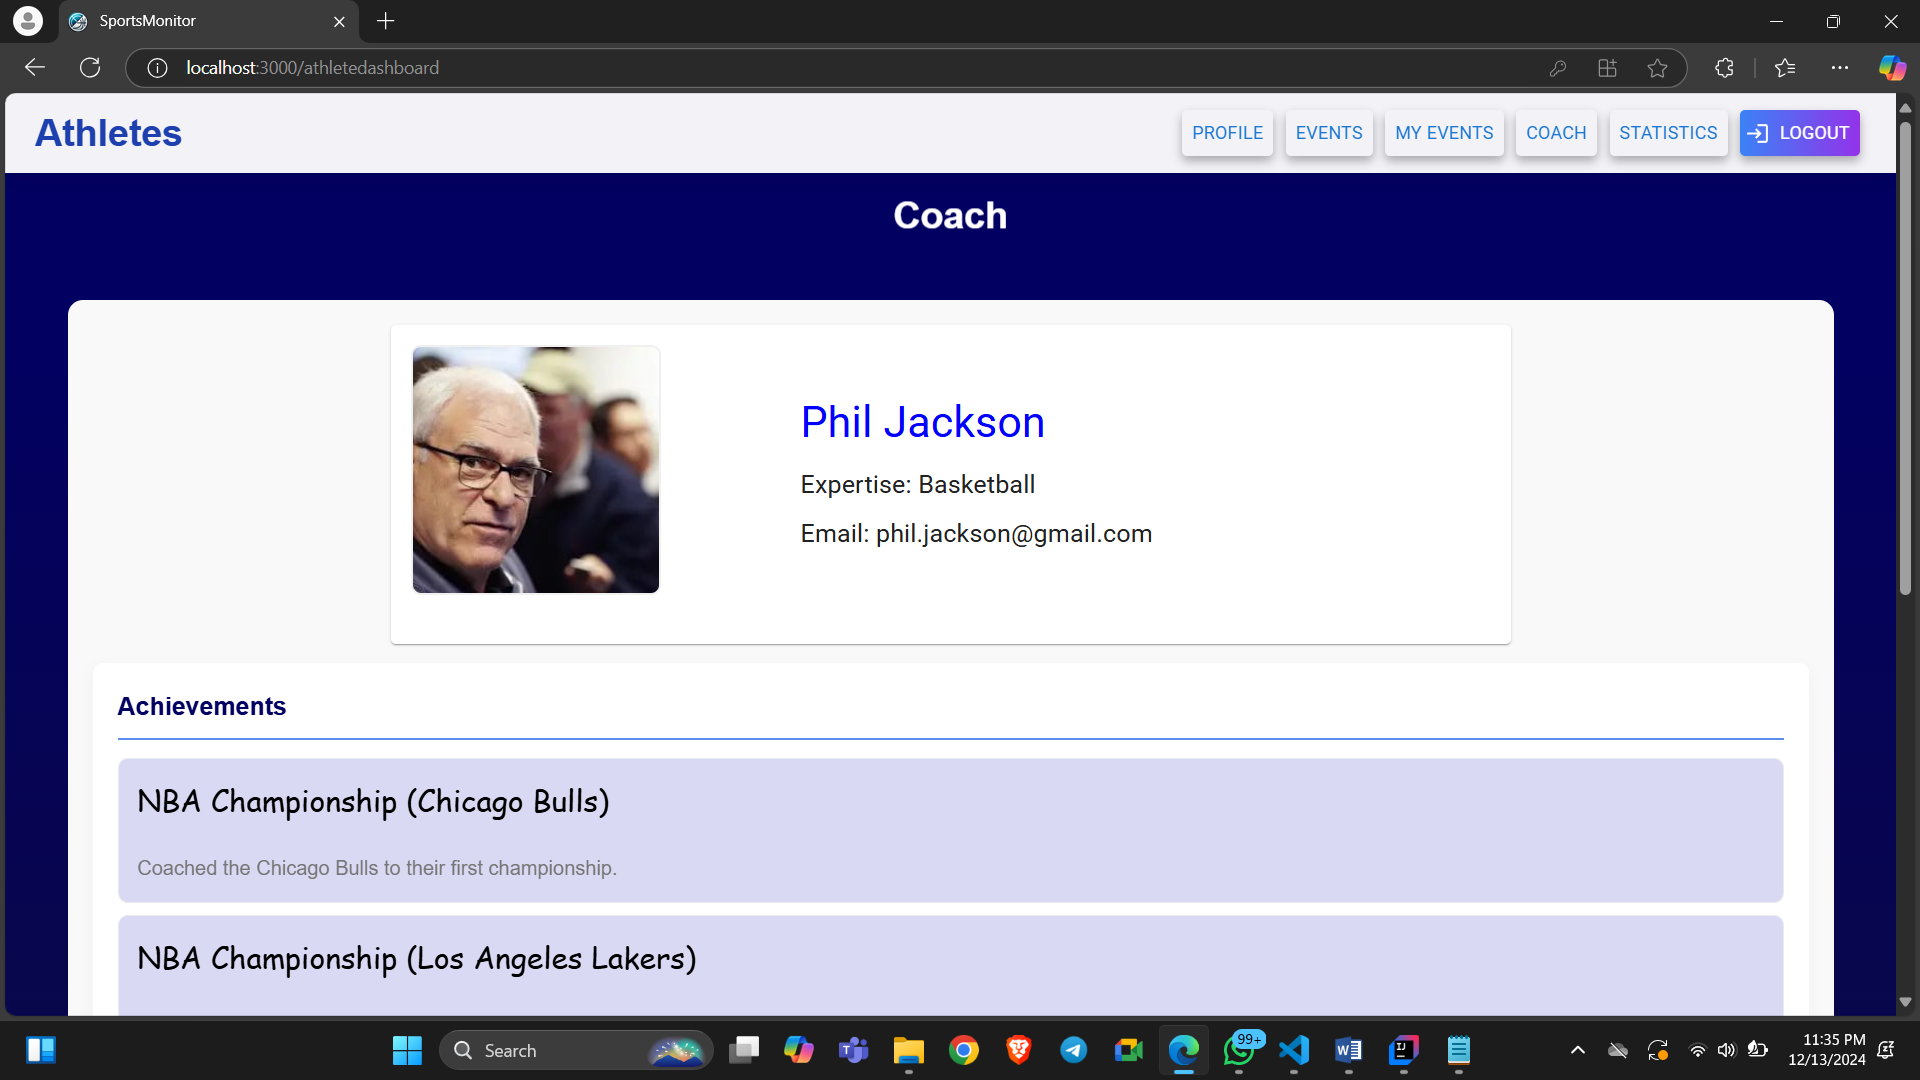 SportsMonitor
localhost:3000/athletedashboard
Athletes
PROFILE
EVENTS
MY EVENTS
COACH
STATISTICS
LOGOUT
Coach
Phil Jackson
Expertise: Basketball
Email: phil.jackson@gmail.com
Achievements
NBA Championship (Chicago Bulls)
Coached the Chicago Bulls to their first championship.
NBA Championship (Los Angeles Lakers)
Search
99+
11:35 PM
12/13/2024